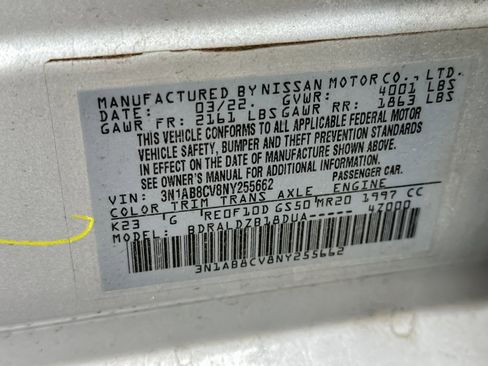 MANUFACTURED BY NISSAN MOTOR CO., LTD.
DATE: 03/22. GVWR: 4001 LBS
GAWR FR: 2161 LBS GAWR RR: 1863 LBS
THIS VEHICLE CONFORMS TO ALL APPLICABLE FEDERAL MOTOR
VEHICLE SAFETY, BUMPER AND THEFT PREVENTION STANDARDS
IN EFFECT ON THE DATE OF MANUFACTURE SHOWN ABOVE.
SEE OWNER'S MANUAL FOR ADDITIONAL INFORMATION.
VIN: 3N1AB8CV8NY255662 PASSENGER CAR.
COLOR TRIM TRANS AXLE ENGINE
K23 G RE0F10D GS50 MR20 1997 CC
MODEL: BDRALDZB18DUA----- 4Z000
3N1AB8CV8NY255662